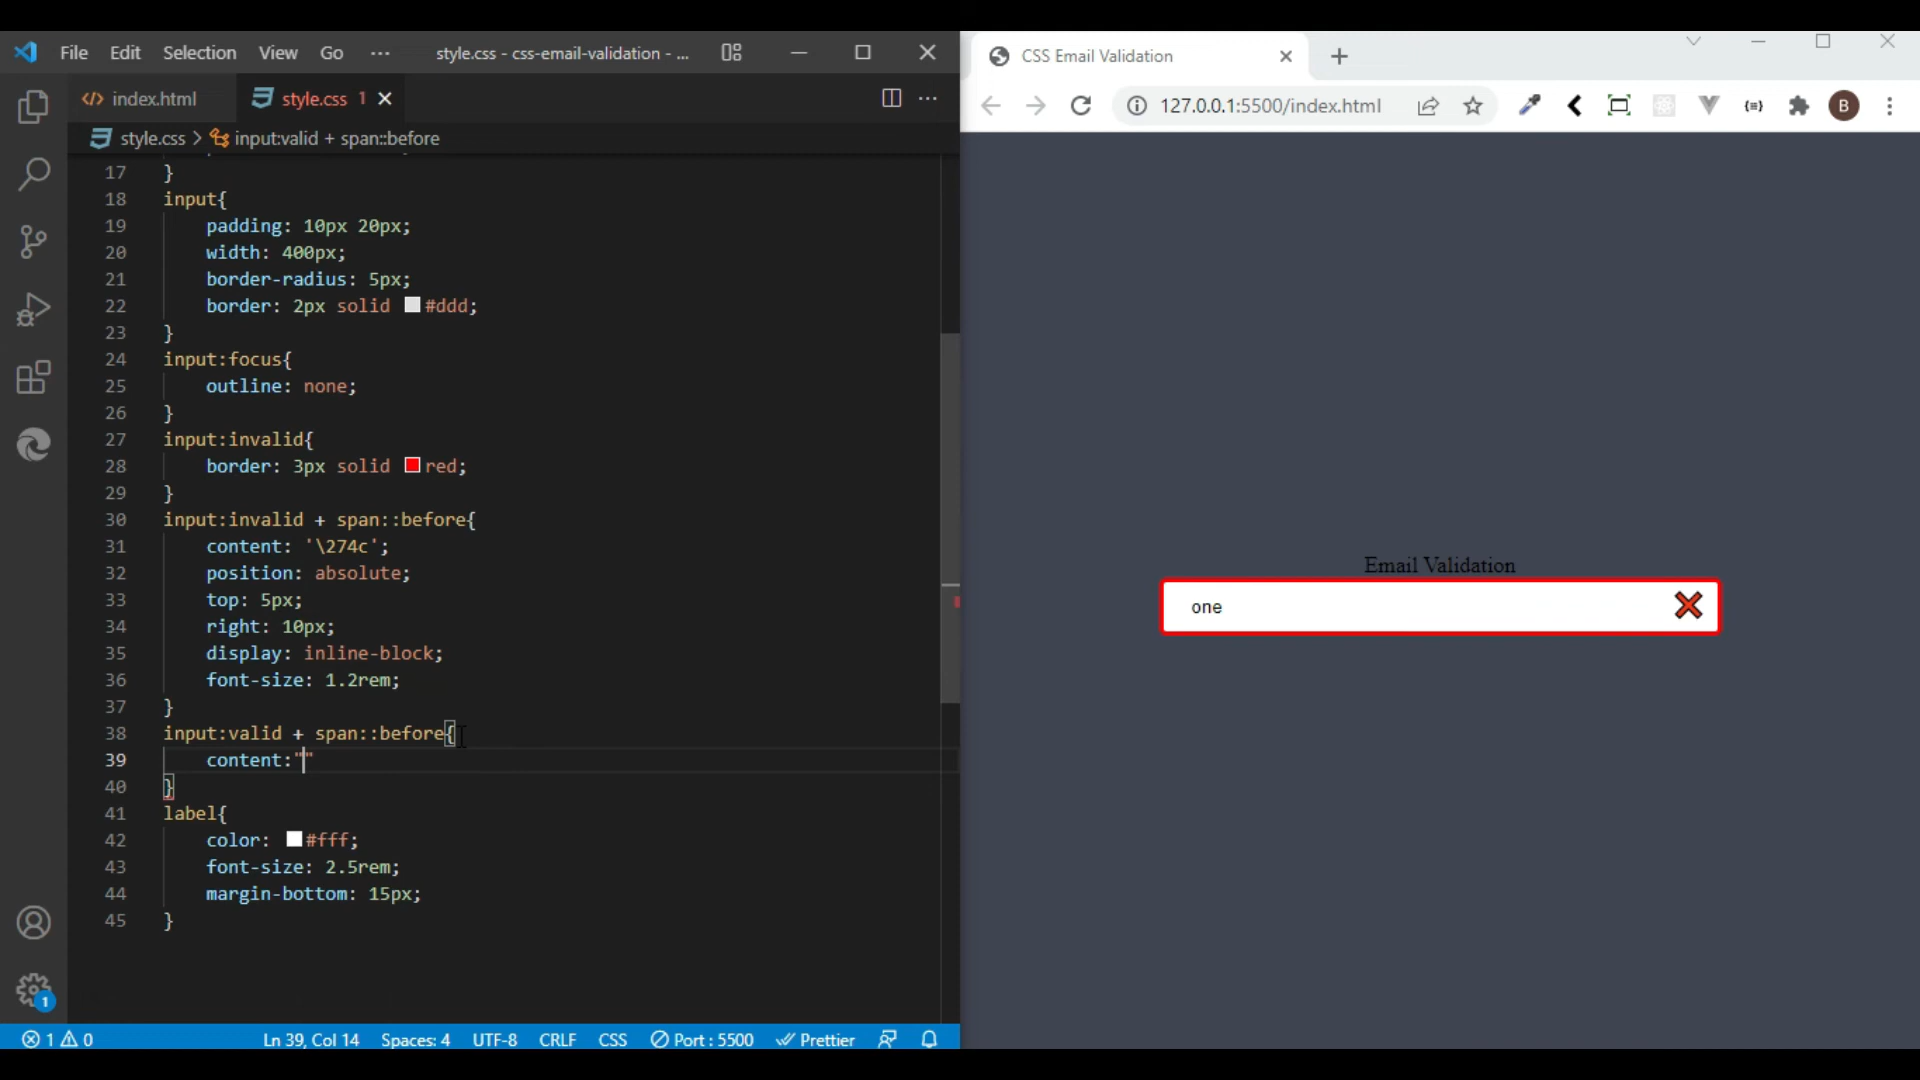 File Edit Selection View Go ··· style.css - css-email-validation - ...
index.html style.css 1
style.css > input:valid + span::before
17 }
18 input{
19 padding: 10px 20px;
20 width: 400px;
21 border-radius: 5px;
22 border: 2px solid #ddd;
23 }
24 input:focus{
25 outline: none;
26 }
27 input:invalid{
28 border: 3px solid red;
29 }
30 input:invalid + span::before{
31 content: '\274c';
32 position: absolute;
33 top: 5px;
34 right: 10px;
35 display: inline-block;
36 font-size: 1.2rem;
37 }
38 input:valid + span::before{
39 content:""
40 }
41 label{
42 color: #fff;
43 font-size: 2.5rem;
44 margin-bottom: 15px;
45 }
1
1 0 Ln 39, Col 14 Spaces: 4 UTF-8 CRLF CSS Port : 5500 Prettier
CSS Email Validation
127.0.0.1:5500/index.html B
Email Validation
one